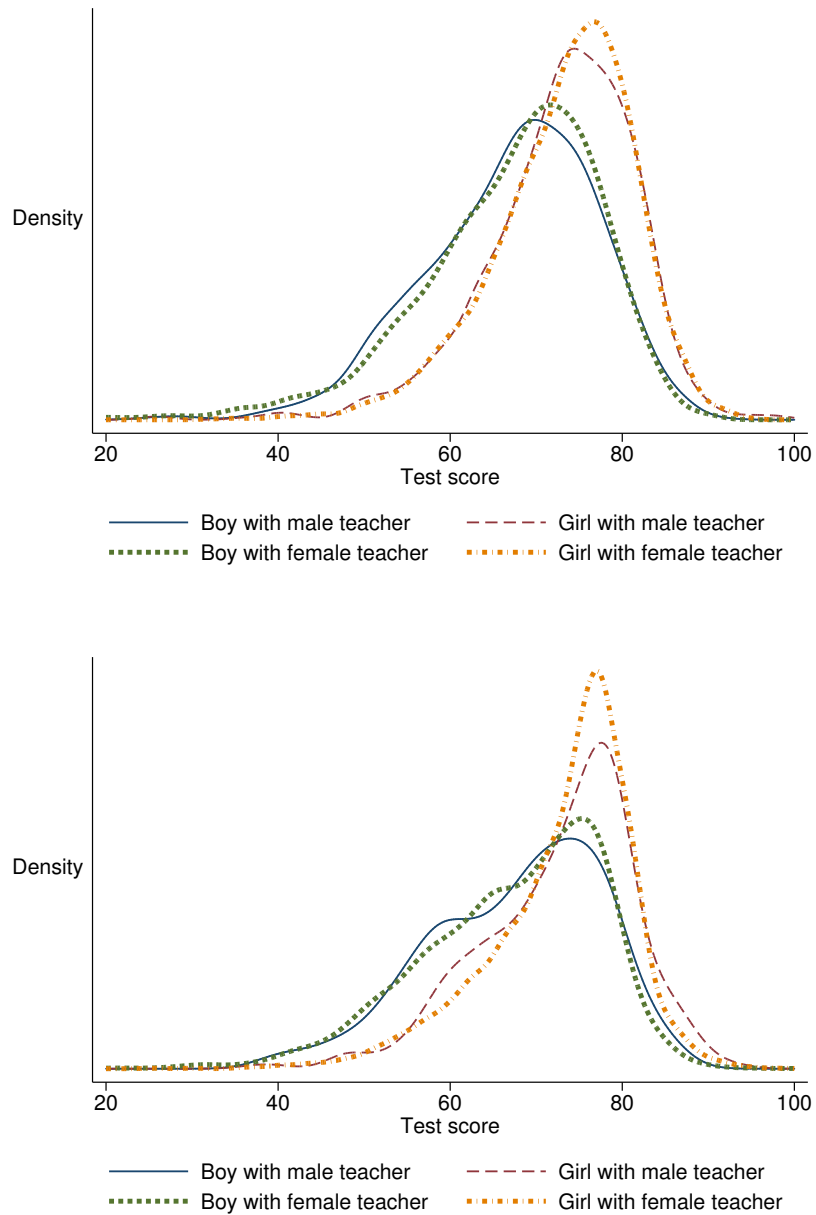 Density
20 40 60 80 100
Test score
Boy with male teacher Girl with male teacher
Boy with female teacher Girl with female teacher
Density
20 40 60 80 100
Test score
Boy with male teacher Girl with male teacher
Boy with female teacher Girl with female teacher